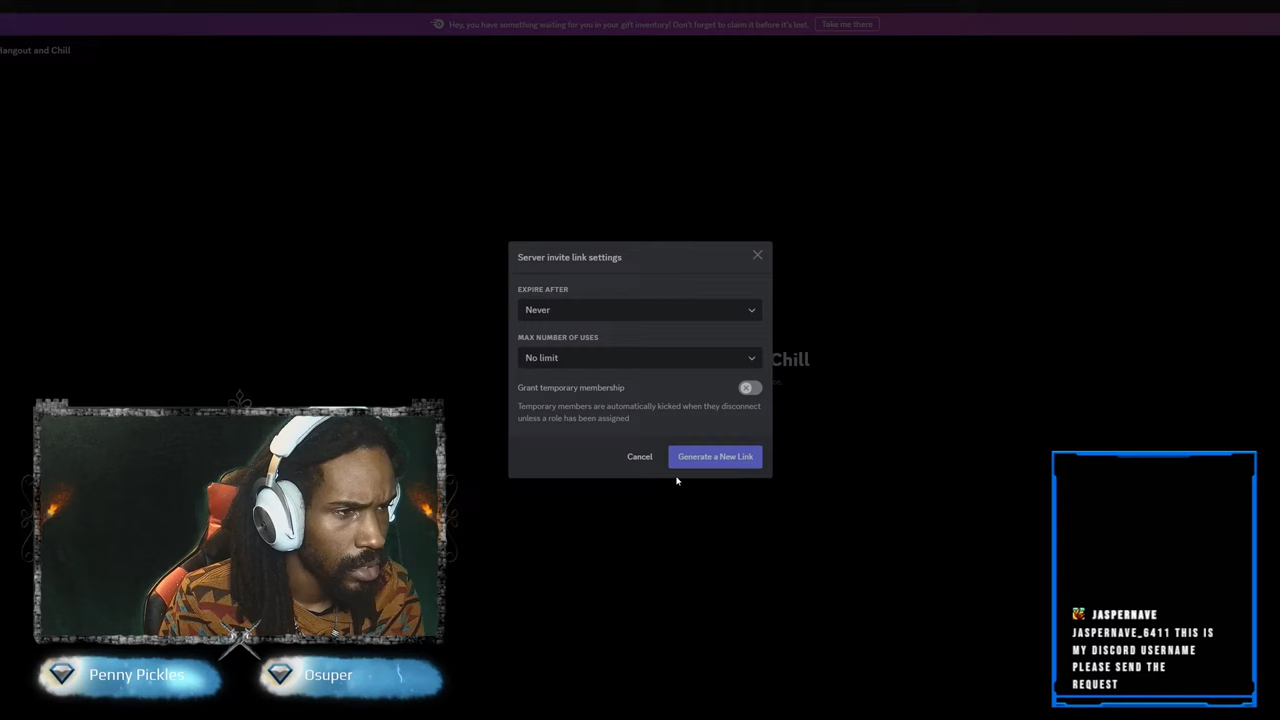 Hey, you have something waiting for you in your gift inventory! Don't forget to claim it before it's lost. Take me there
Hangout and Chill
Server invite link settings
EXPIRE AFTER
Never
MAX NUMBER OF USES
No limit
Chill
Grant temporary membership
Temporary members are automatically kicked when they disconnect
unless a role has been assigned
Cancel Generate a New Link
JASPERNAVE
JASPERNAVE_6411 THIS IS
MY DISCORD USERNAME
PLEASE SEND THE
REQUEST
Penny Pickles
Osuper